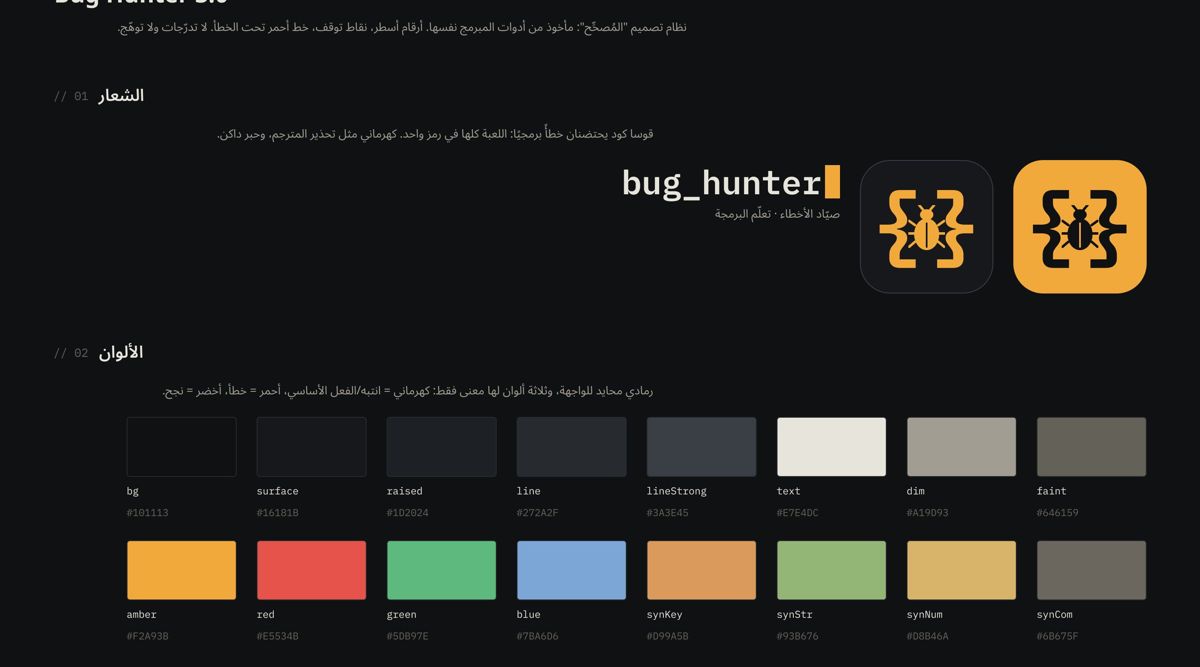 Bug Hunter 3.0
نظام تصميم "المُصحِّح": مأخوذ من أدوات المبرمج نفسها. أرقام أسطر، نقاط توقف، خط أحمر تحت الخطأ. لا تدرّجات ولا توهّج.
// 01 الشعار
قوسا كود يحتضنان خطأً برمجيًا: اللعبة كلها في رمز واحد. كهرماني مثل تحذير المترجم، وحبر داكن.
bug_hunter
صيّاد الأخطاء · تعلّم البرمجة
// 02 الألوان
رمادي محايد للواجهة، وثلاثة ألوان لها معنى فقط: كهرماني = انتبه/الفعل الأساسي، أحمر = خطأ، أخضر = نجح.
bg surface raised line lineStrong text dim faint
#101113 #16181B #1D2024 #272A2F #3A3E45 #E7E4DC #A19D93 #646159
amber red green blue synKey synStr synNum synCom
#F2A93B #E5534B #5DB97E #7BA6D6 #D99A5B #93B676 #D8B46A #6B675F